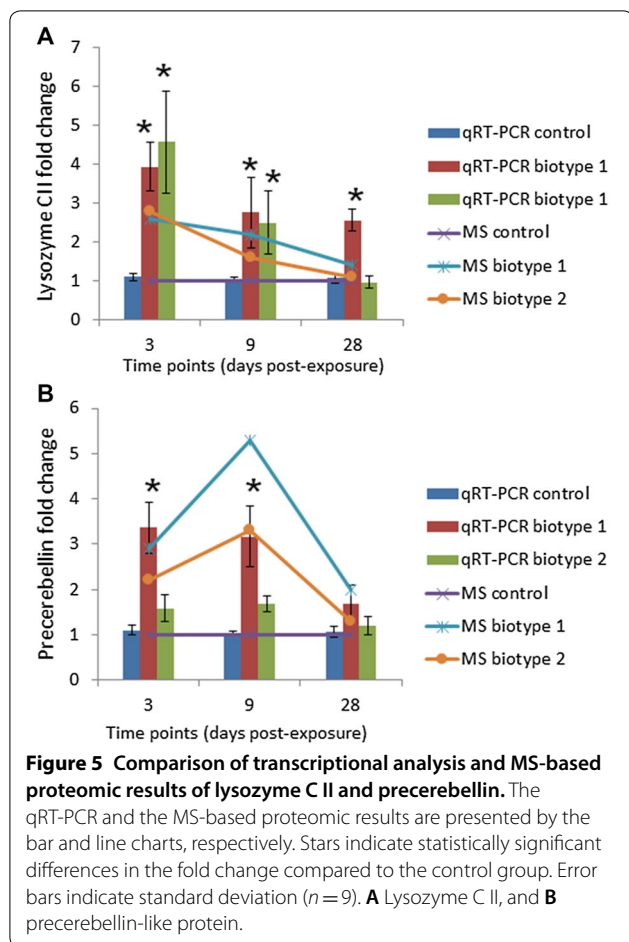 A
Lysozyme CII fold change
7
6
5
4
3
2
1
0
* * * * *
3 9 28
Time points (days post-exposure)
qRT-PCR control
qRT-PCR biotype 1
qRT-PCR biotype 1
MS control
MS biotype 1
MS biotype 2
B
Precerebellin fold change
6
5
4
3
2
1
0
* *
3 9 28
Time points (days post-exposure)
qRT-PCR control
qRT-PCR biotype 1
qRT-PCR biotype 2
MS control
MS biotype 1
MS biotype 2
Figure 5 Comparison of transcriptional analysis and MS-based
proteomic results of lysozyme C II and precerebellin. The
qRT-PCR and the MS-based proteomic results are presented by the
bar and line charts, respectively. Stars indicate statistically significant
differences in the fold change compared to the control group. Error
bars indicate standard deviation (n = 9). A Lysozyme C II, and B
precerebellin-like protein.